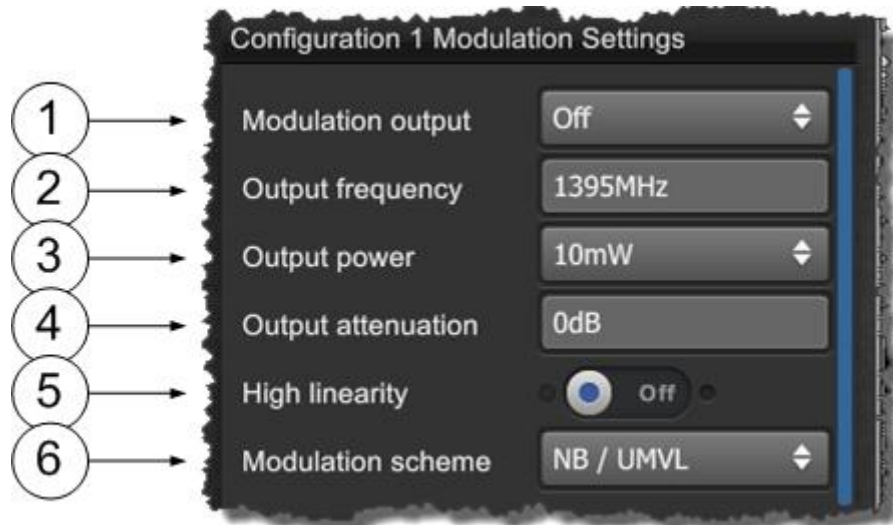 Configuration 1 Modulation Settings
1 Modulation output Off
2 Output frequency 1395MHz
3 Output power 10mW
4 Output attenuation 0dB
5 High linearity Off
6 Modulation scheme NB / UMVL